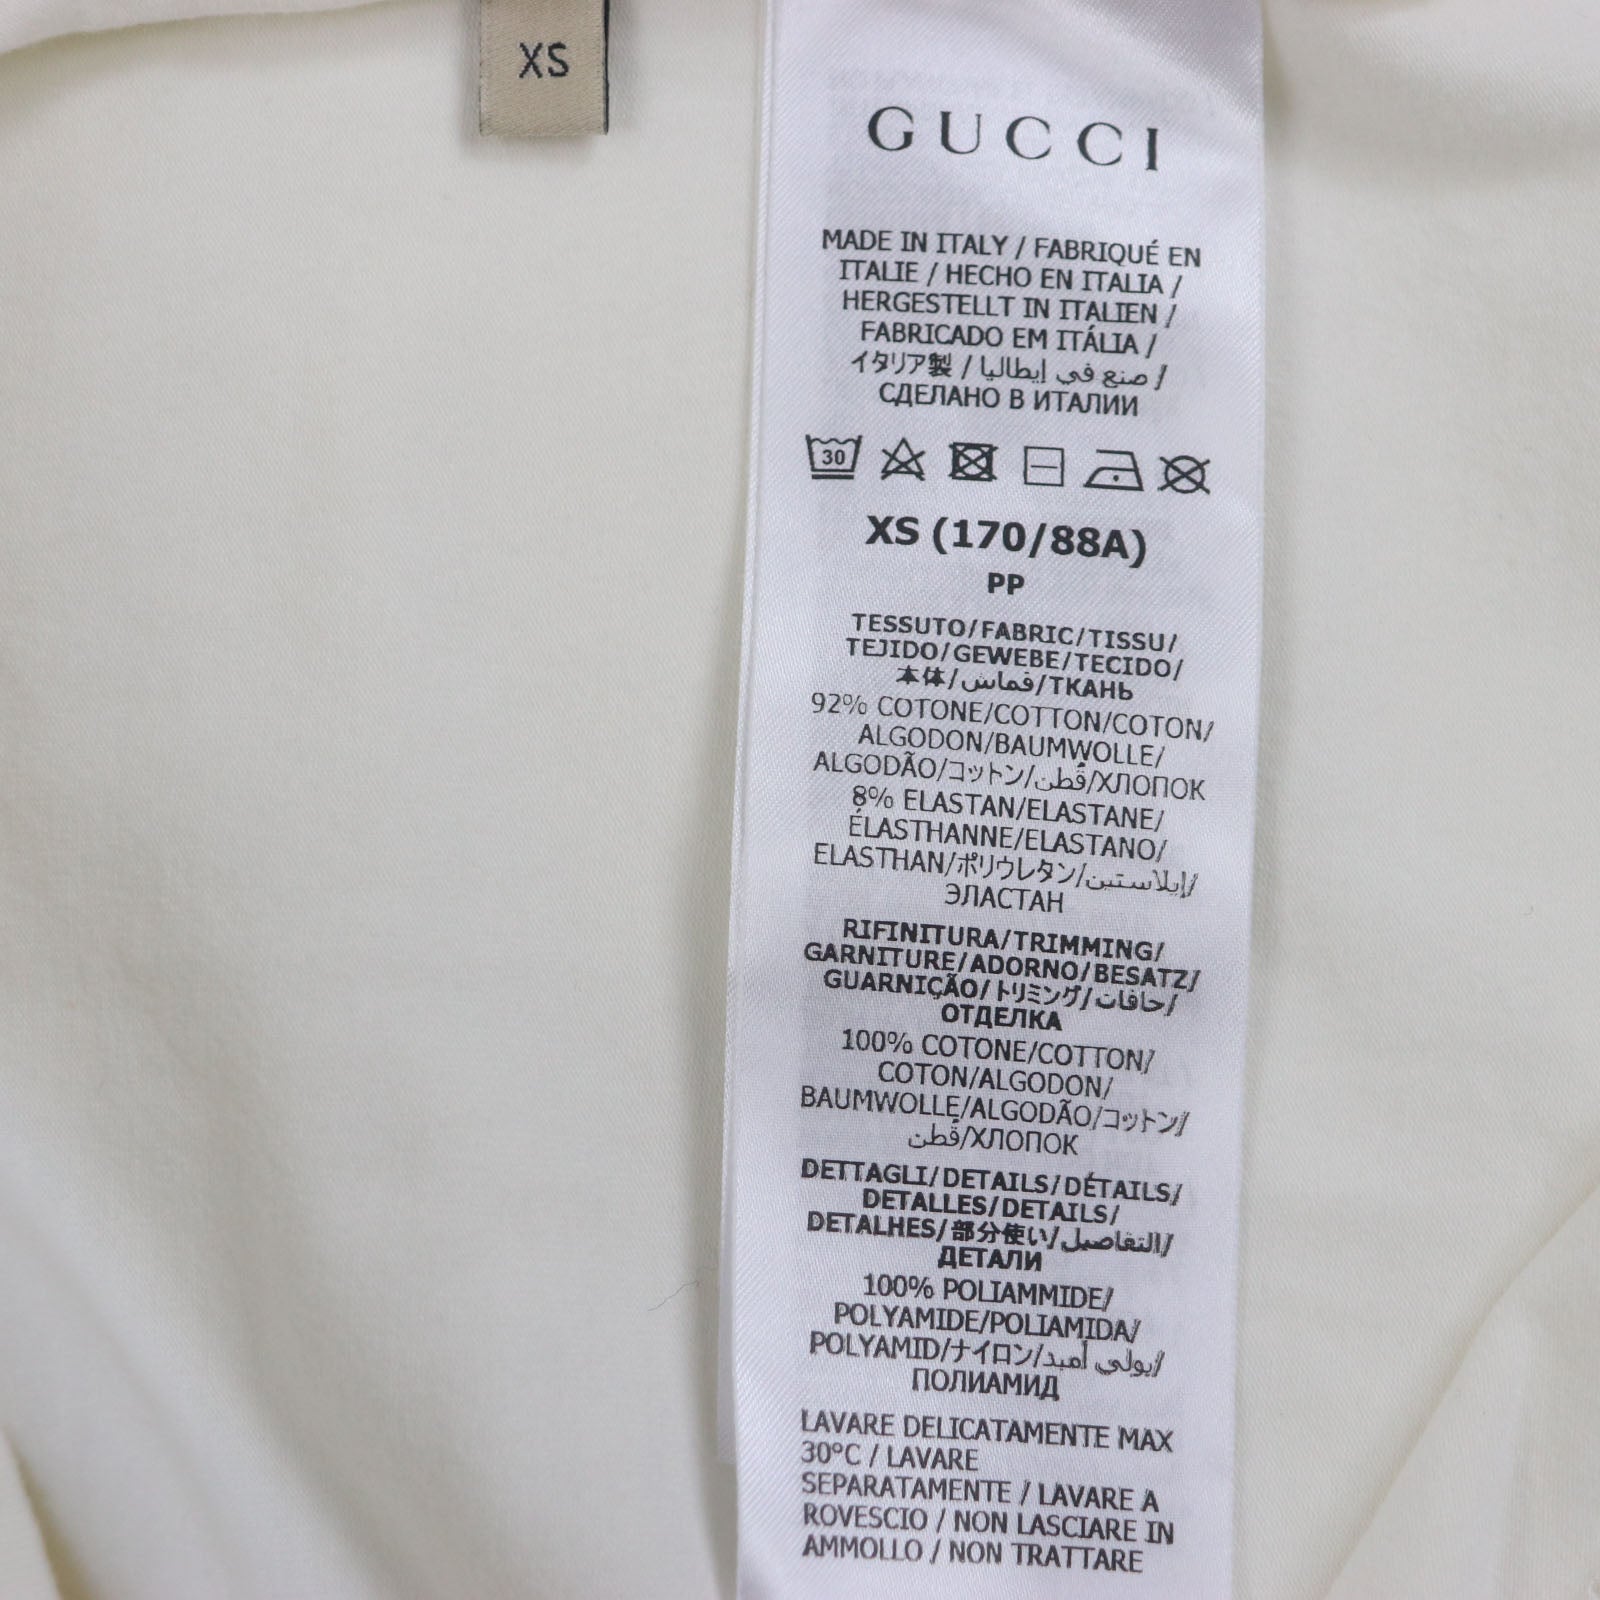 XS
GUCCI
MADE IN ITALY / FABRIQUÉ EN
ITALIE / HECHO EN ITALIA /
HERGESTELLT IN ITALIEN /
FABRICADO EM ITÁLIA /
イタリア製 / صنع في إيطاليا /
СДЕЛАНО В ИТАЛИИ
30
XS (170/88A)
PP
TESSUTO/FABRIC/TISSU/
TEJIDO/GEWEBE/TECIDO/
本体/قماش/ТКАНЬ
92% COTONE/COTTON/COTON/
ALGODON/BAUMWOLLE/
ALGODÃO/コットン/قطن/ХЛОПОК
8% ELASTAN/ELASTANE/
ÉLASTHANNE/ELASTANO/
ELASTHAN/ポリウレタン/إيلاستين/
ЭЛАСТАН
RIFINITURA/TRIMMING/
GARNITURE/ADORNO/BESATZ/
GUARNIÇÃO/トリミング/حافات/
ОТДЕЛКА
100% COTONE/COTTON/
COTON/ALGODON/
BAUMWOLLE/ALGODÃO/コットン/
قطن/ХЛОПОК
DETTAGLI/DETAILS/DÉTAILS/
DETALLES/DETAILS/
DETALHES/部分使い/التفاصيل/
ДЕТАЛИ
100% POLIAMMIDE/
POLYAMIDE/POLIAMIDA/
POLYAMID/ナイロン/بولي أميد/
ПОЛИАМИД
LAVARE DELICATAMENTE MAX
30°C / LAVARE
SEPARATAMENTE / LAVARE A
ROVESCIO / NON LASCIARE IN
AMMOLLO / NON TRATTARE